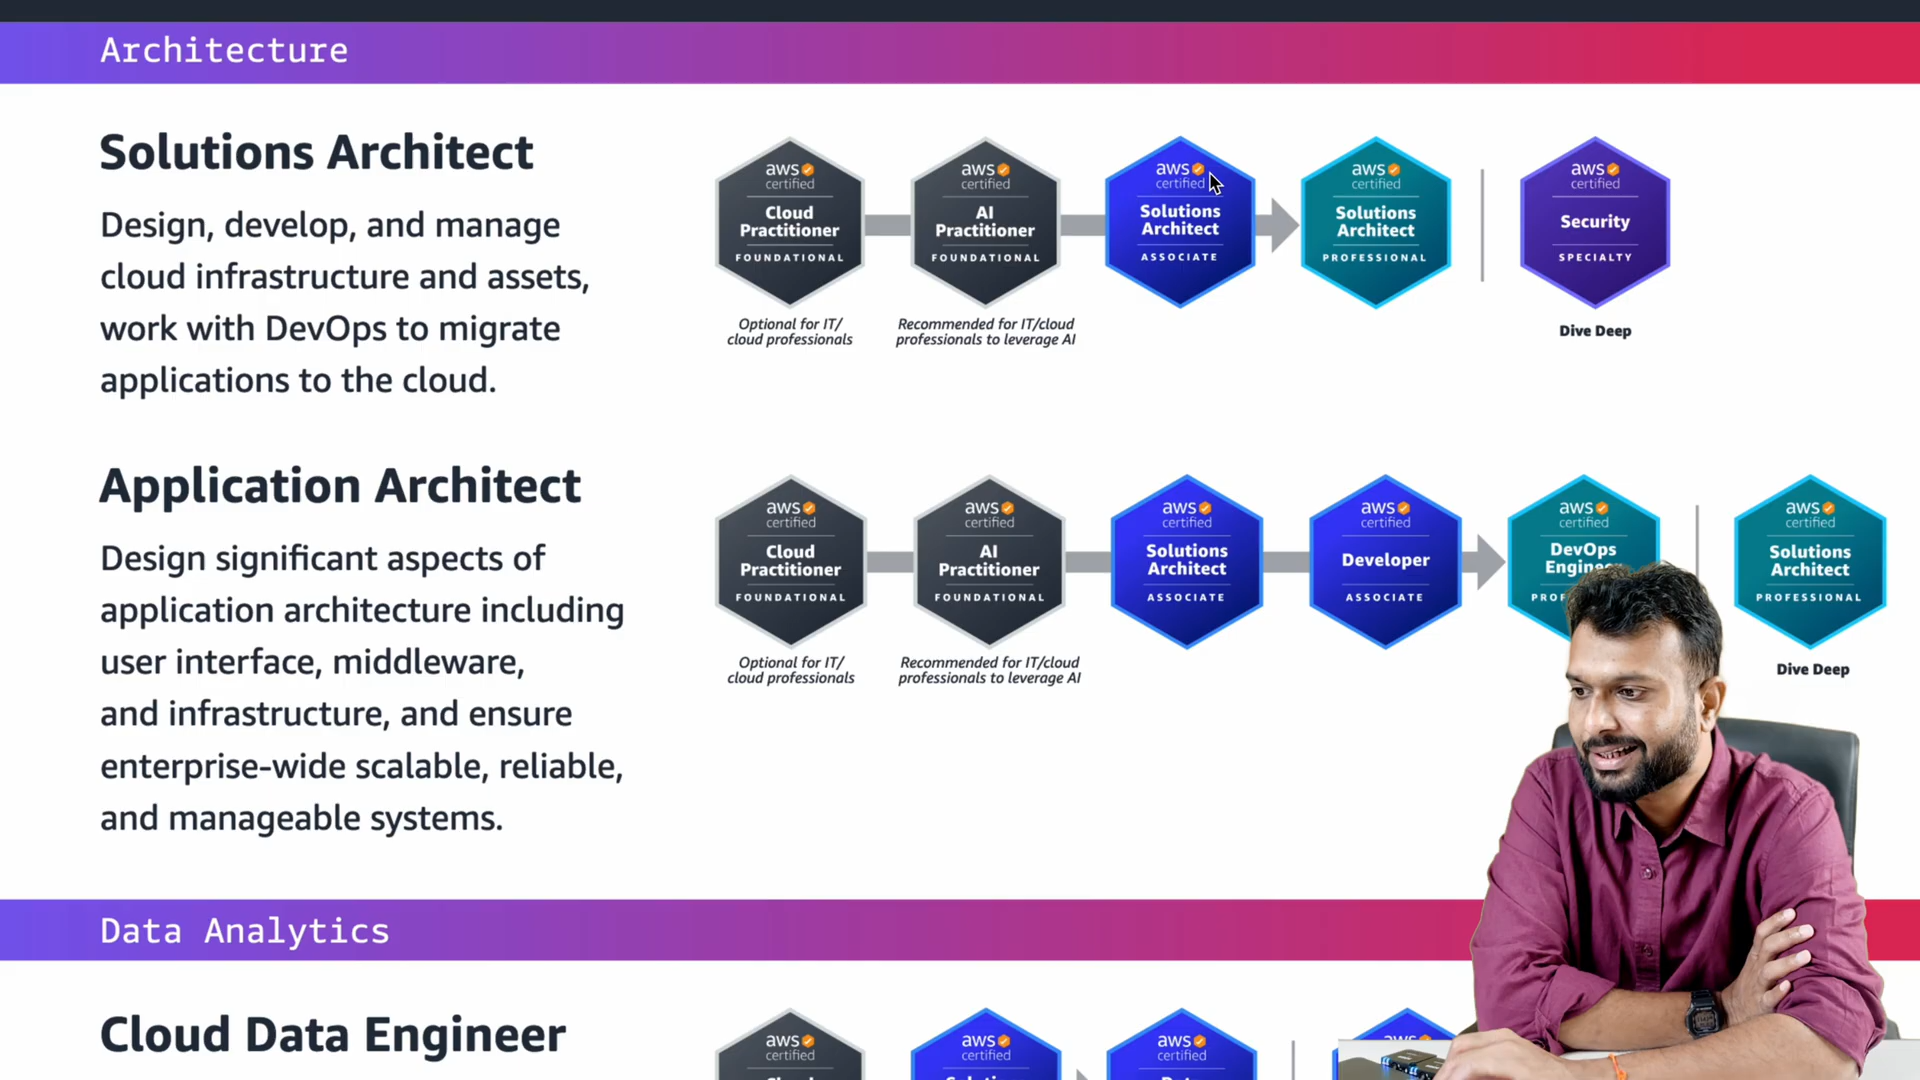 Architecture
Solutions Architect
Design, develop, and manage
cloud infrastructure and assets,
work with DevOps to migrate
applications to the cloud.
aws
certified
Cloud
Practitioner
FOUNDATIONAL
Optional for IT/
cloud professionals
aws
certified
AI
Practitioner
FOUNDATIONAL
Recommended for IT/cloud
professionals to leverage AI
aws
certified
Solutions
Architect
ASSOCIATE
aws
certified
Solutions
Architect
PROFESSIONAL
aws
certified
Security
SPECIALTY
Dive Deep
Application Architect
Design significant aspects of
application architecture including
user interface, middleware,
and infrastructure, and ensure
enterprise-wide scalable, reliable,
and manageable systems.
aws
certified
Cloud
Practitioner
FOUNDATIONAL
Optional for IT/
cloud professionals
aws
certified
AI
Practitioner
FOUNDATIONAL
Recommended for IT/cloud
professionals to leverage AI
aws
certified
Solutions
Architect
ASSOCIATE
aws
certified
Developer
ASSOCIATE
aws
certified
DevOps
aws
certified
Solutions
Architect
PROFESSIONAL
Dive Deep
Data Analytics
Cloud Data Engineer
aws
certified
aws
certified
aws
certified